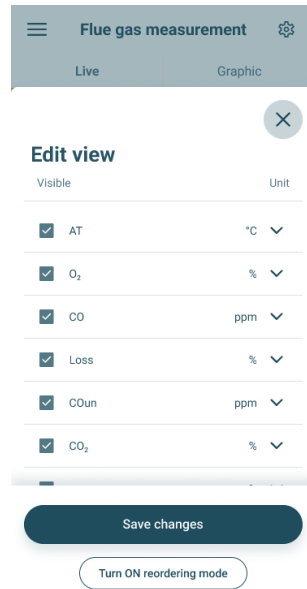 Flue gas measurement
Live Graphic
Edit view
Visible Unit
AT °C
O₂ %
CO ppm
Loss %
COun ppm
CO₂ %
Save changes
Turn ON reordering mode